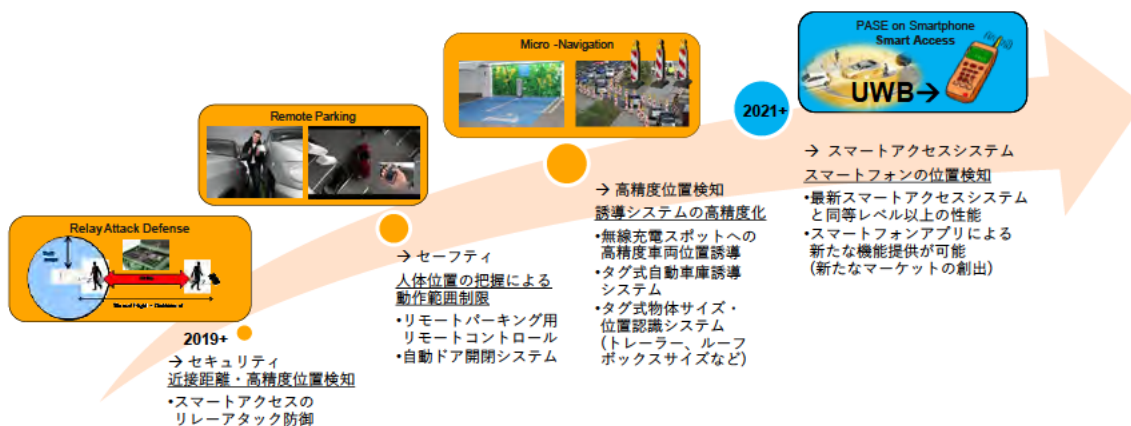 PASE on Smartphone
Smart Access
UWB→
Micro -Navigation
2021+
Remote Parking
→ スマートアクセスシステム
スマートフォンの位置検知
•最新スマートアクセスシステム
と同等レベル以上の性能
•スマートフォンアプリによる
新たな機能提供が可能
(新たなマーケットの創出)
→ 高精度位置検知
誘導システムの高精度化
•無線充電スポットへの
高精度車両位置誘導
•タグ式自動車庫誘導
システム
•タグ式物体サイズ・
位置認識システム
(トレーラー、ルーフ
ボックスサイズなど)
Relay Attack Defense
→ セーフティ
人体位置の把握による
動作範囲制限
•リモートパーキング用
リモートコントロール
•自動ドア開閉システム
2019+
→ セキュリティ
近接距離・高精度位置検知
•スマートアクセスの
リレーアタック防御